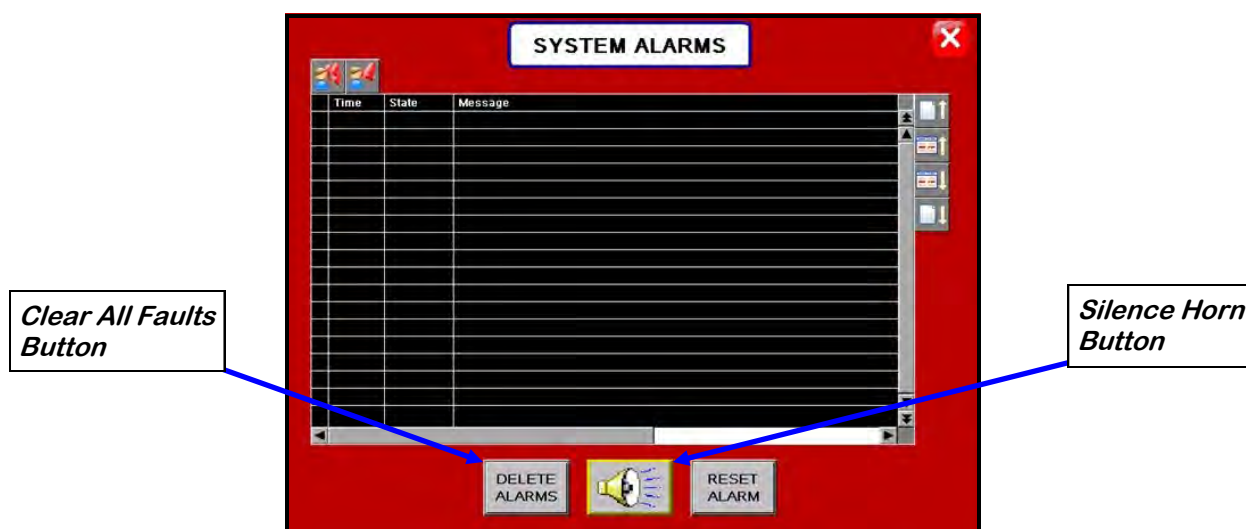 SYSTEM ALARMS
Time State Message
Clear All Faults
Button
Silence Horn
Button
DELETE
ALARMS
RESET
ALARM